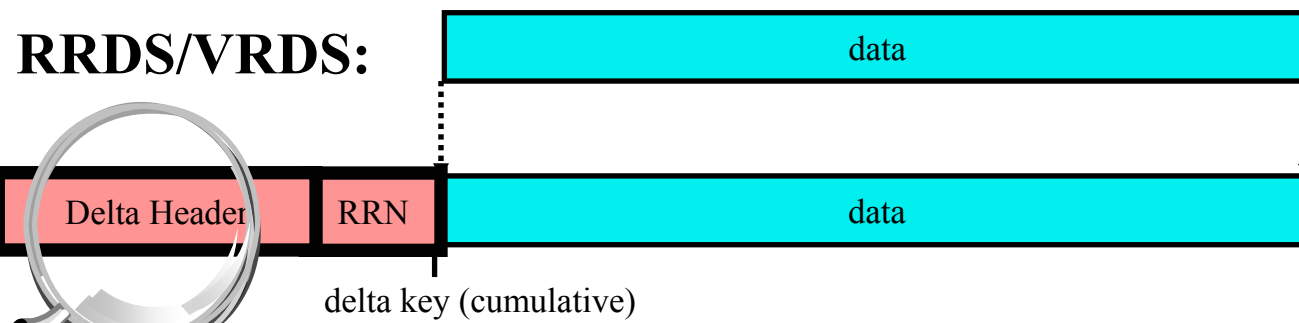 RRDS/VRDS:
data
Delta Header
RRN
data
delta key (cumulative)